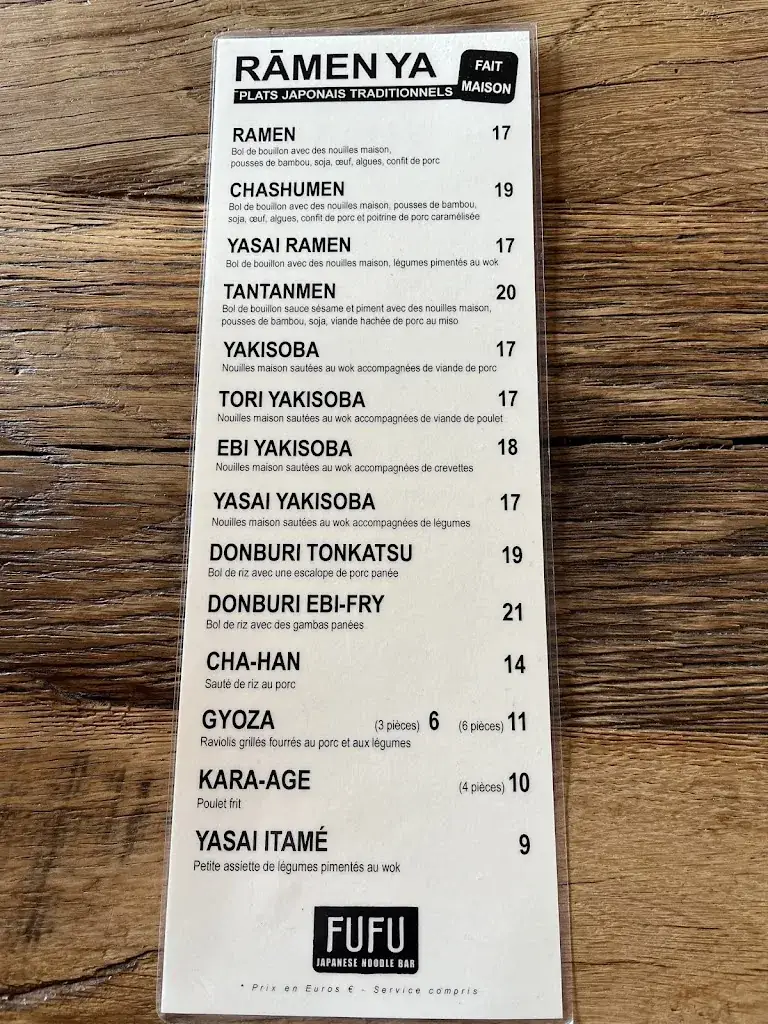 RĀMEN YA
PLATS JAPONAIS TRADITIONNELS
FAIT
MAISON
RAMEN 17
Bol de bouillon avec des nouilles maison,
pousses de bambou, soja, œuf, algues, confit de porc
CHASHUMEN 19
Bol de bouillon avec des nouilles maison, pousses de bambou,
soja, œuf, algues, confit de porc et poitrine de porc caramélisée
YASAI RAMEN 17
Bol de bouillon avec des nouilles maison, légumes pimentés au wok
TANTANMEN 20
Bol de bouillon sauce sésame et piment avec des nouilles maison,
pousses de bambou, soja, viande hachée de porc au miso
YAKISOBA 17
Nouilles maison sautées au wok accompagnées de viande de porc
TORI YAKISOBA 17
Nouilles maison sautées au wok accompagnées de viande de poulet
EBI YAKISOBA 18
Nouilles maison sautées au wok accompagnées de crevettes
YASAI YAKISOBA 17
Nouilles maison sautées au wok accompagnées de légumes
DONBURI TONKATSU 19
Bol de riz avec une escalope de porc panée
DONBURI EBI-FRY 21
Bol de riz avec des gambas panées
CHA-HAN 14
Sauté de riz au porc
GYOZA (3 pièces) 6 (6 pièces) 11
Raviolis grillés fourrés au porc et aux légumes
KARA-AGE (4 pièces) 10
Poulet frit
YASAI ITAMÉ 9
Petite assiette de légumes pimentés au wok
FUFU
JAPANESE NOODLE BAR
* Prix en Euros € - Service compris